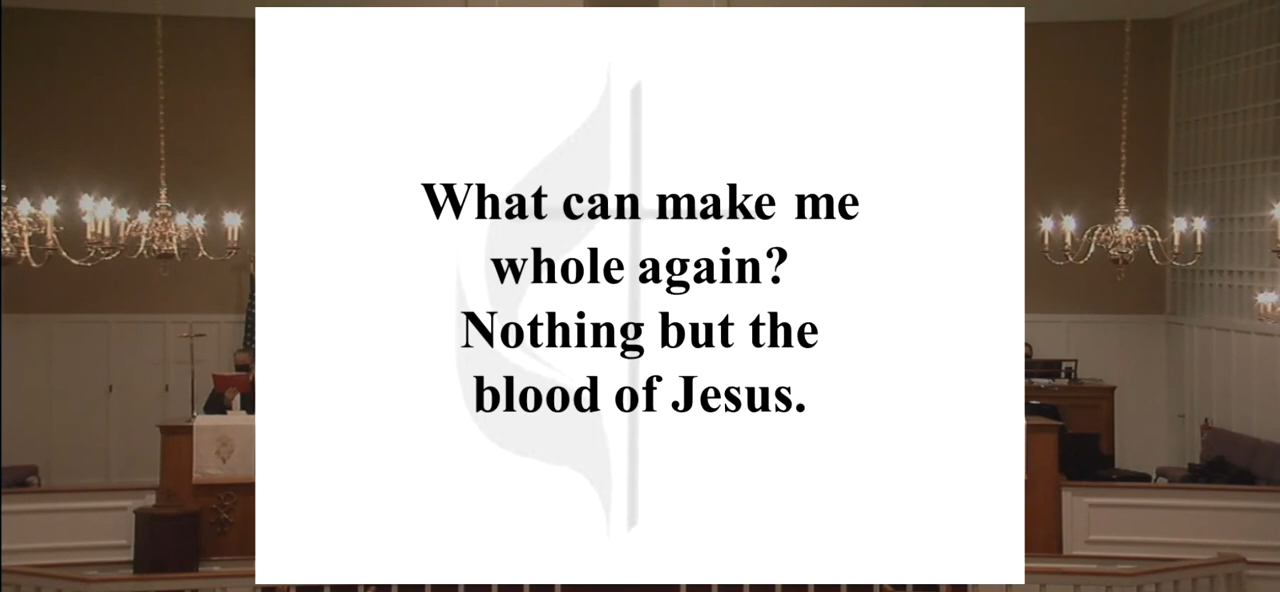 What can make me
whole again?
Nothing but the
blood of Jesus.